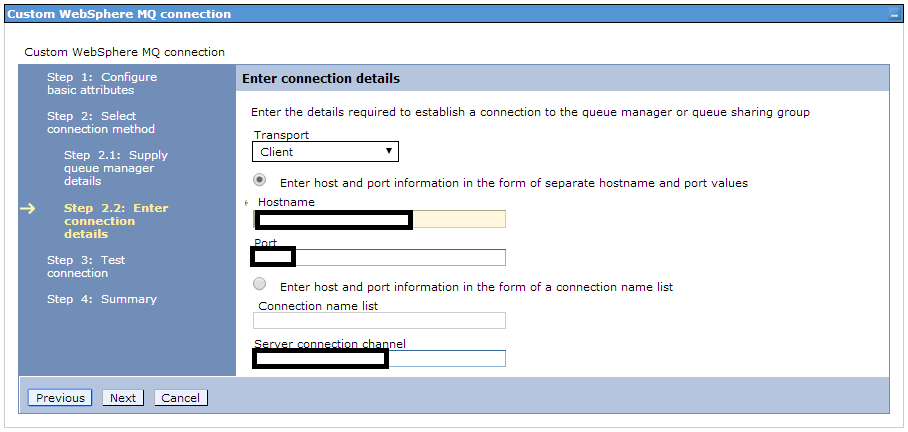 Custom WebSphere MQ connection
Custom WebSphere MQ connection
Step 1: Configure
basic attributes
Step 2: Select
connection method
Step 2.1: Supply
queue manager
details
Step 2.2: Enter
connection
details
Step 3: Test
connection
Step 4: Summary
Enter connection details
Enter the details required to establish a connection to the queue manager or queue sharing group
Transport
Client
Enter host and port information in the form of separate hostname and port values
Hostname
Port
Enter host and port information in the form of a connection name list
Connection name list
Server connection channel
Previous
Next
Cancel